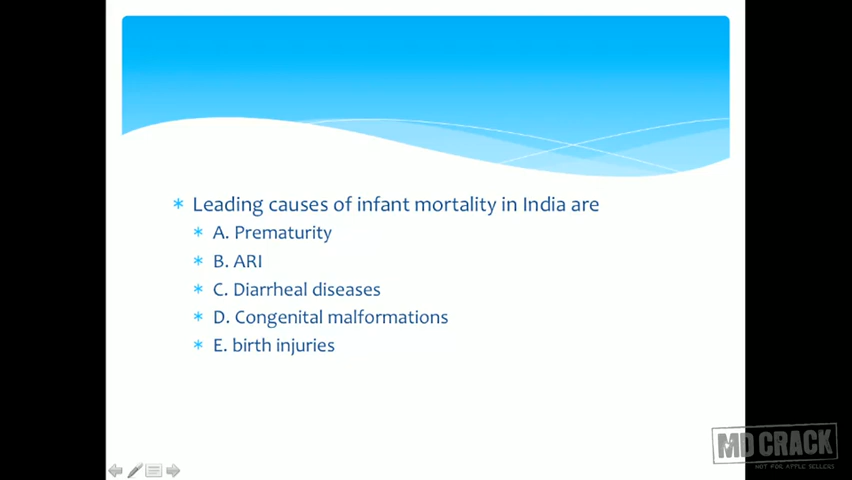 Leading causes of infant mortality in India are
A. Prematurity
B. ARI
C. Diarrheal diseases
D. Congenital malformations
E. birth injuries
MD CRACK
NOT FOR APPLE SELLERS